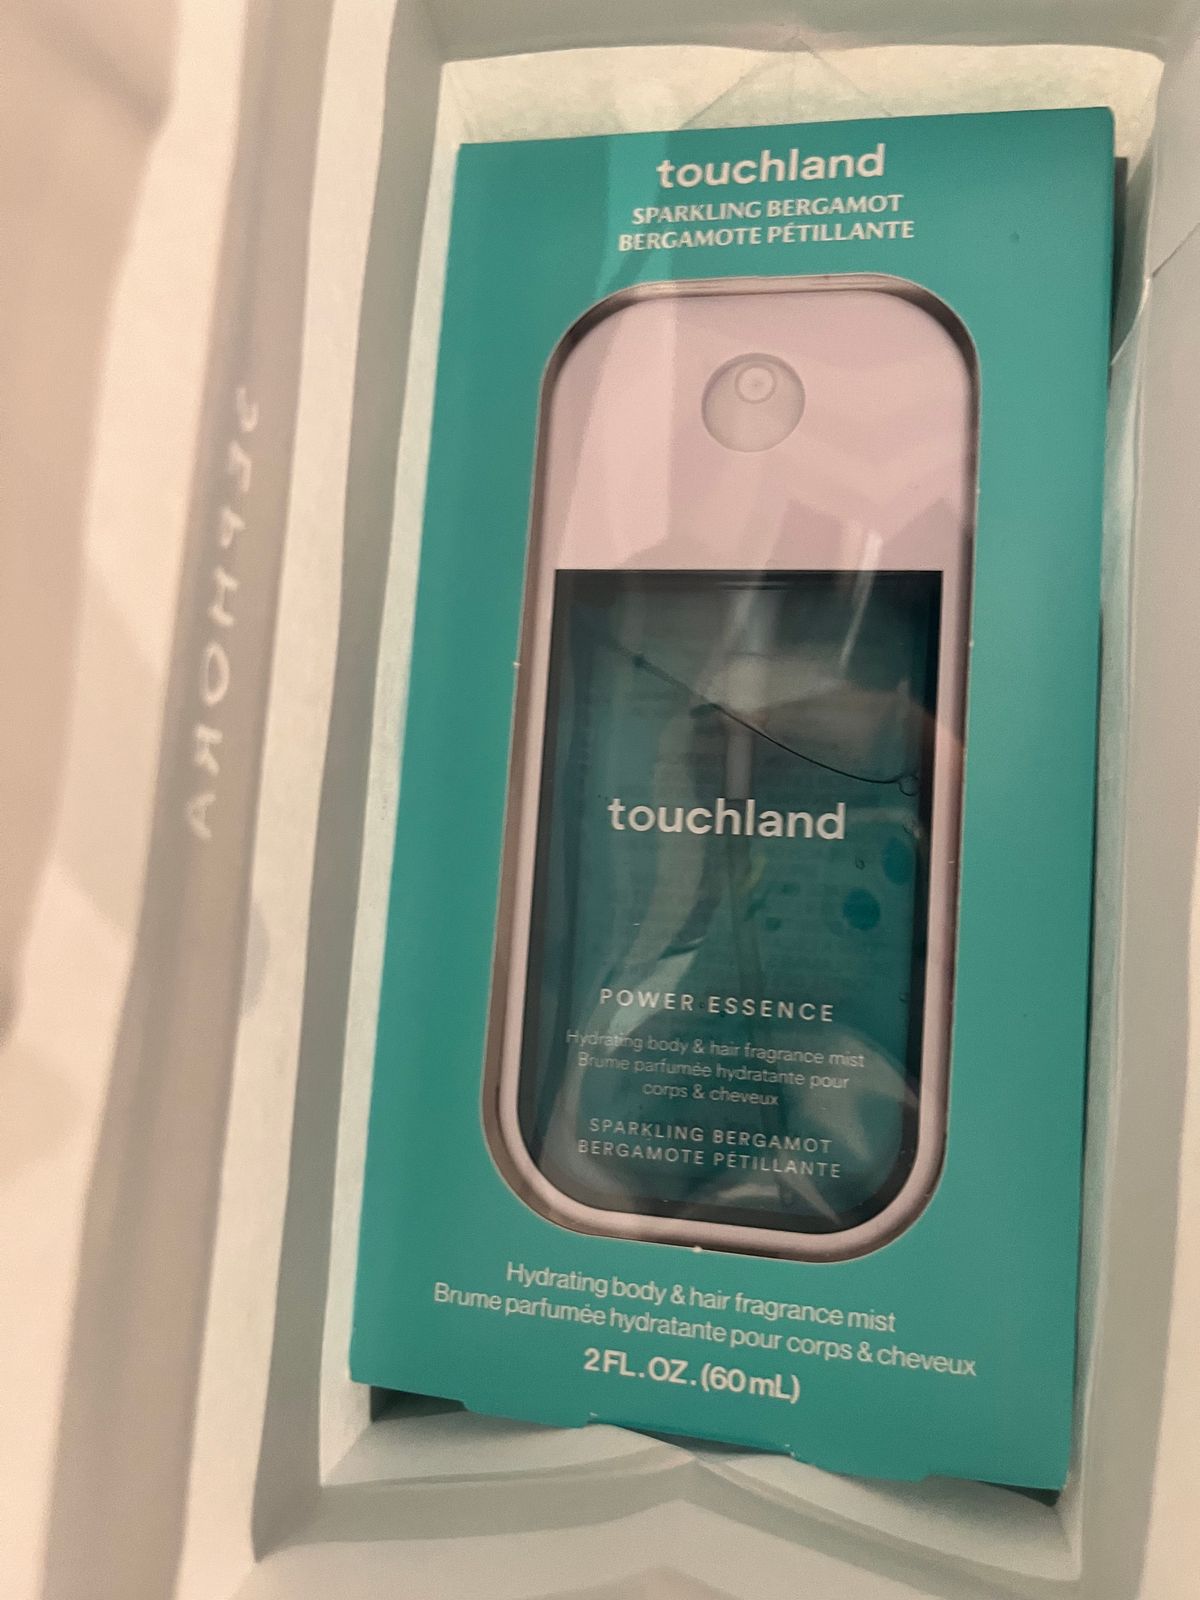 touchland
SPARKLING BERGAMOT
BERGAMOTE PÉTILLANTE
touchland
POWER ESSENCE
Hydrating body & hair fragrance mist
Brume parfumée hydratante pour
corps & cheveux
SPARKLING BERGAMOT
BERGAMOTE PÉTILLANTE
Hydrating body & hair fragrance mist
Brume parfumée hydratante pour corps & cheveux
2 FL. OZ. (60 mL)
SEPHORA